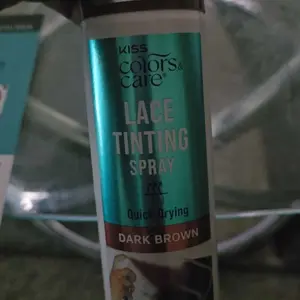 KISS
colors &
care®
LACE
TINTING
SPRAY
Quick Drying
DARK BROWN